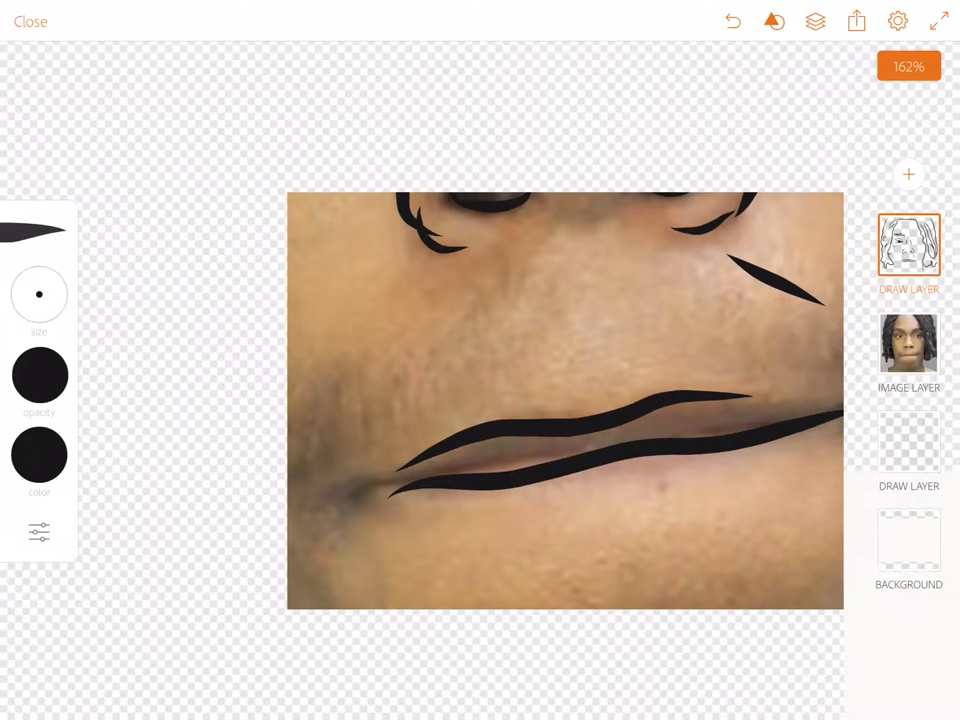 Close
162%
size
opacity
color
DRAW LAYER
IMAGE LAYER
DRAW LAYER
BACKGROUND